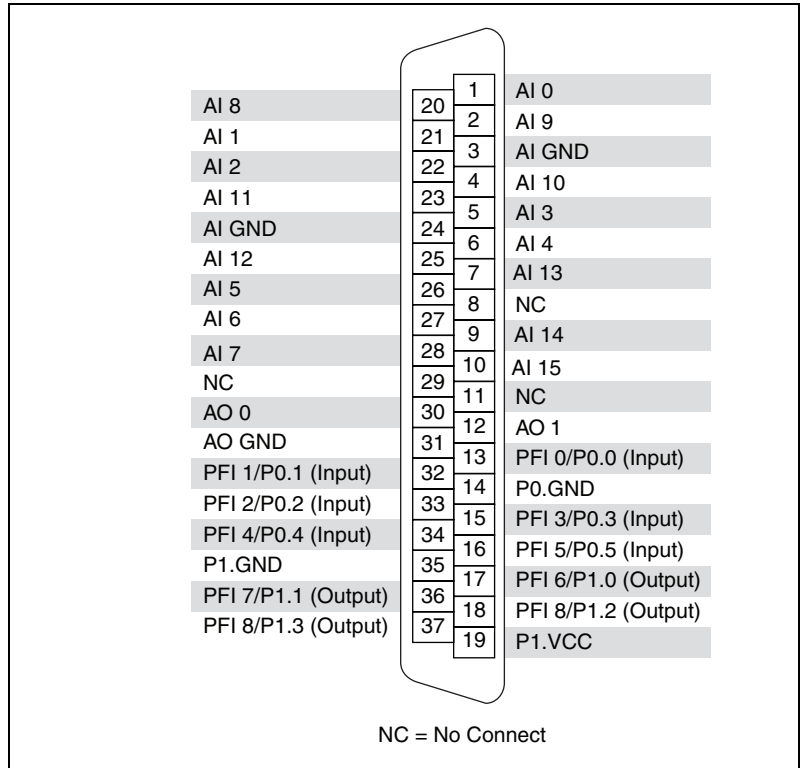 AI 8 20 1 AI 0
AI 1 21 2 AI 9
AI 2 22 3 AI GND
AI 11 23 4 AI 10
AI GND 24 5 AI 3
AI 12 25 6 AI 4
AI 5 26 7 AI 13
AI 6 27 8 NC
AI 7 28 9 AI 14
NC 29 10 AI 15
AO 0 30 11 NC
AO GND 31 12 AO 1
PFI 1/P0.1 (Input) 32 13 PFI 0/P0.0 (Input)
PFI 2/P0.2 (Input) 33 14 P0.GND
PFI 4/P0.4 (Input) 34 15 PFI 3/P0.3 (Input)
P1.GND 35 16 PFI 5/P0.5 (Input)
PFI 7/P1.1 (Output) 36 17 PFI 6/P1.0 (Output)
PFI 8/P1.3 (Output) 37 18 PFI 8/P1.2 (Output)
19 P1.VCC
NC = No Connect